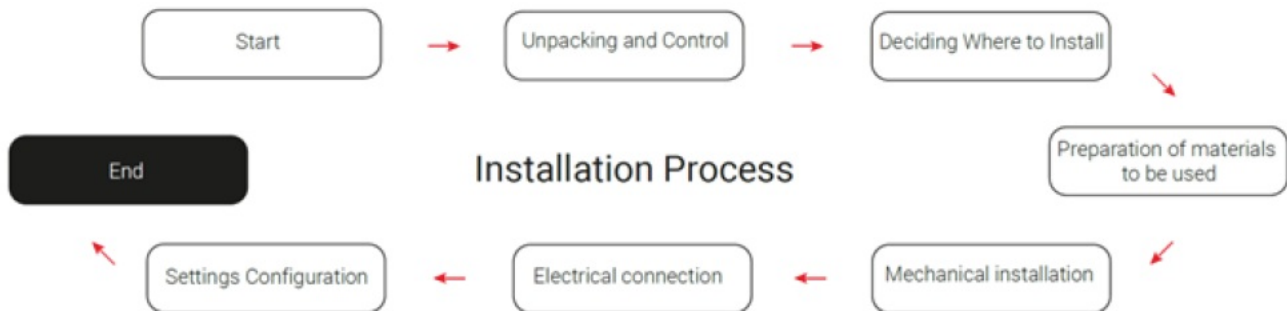 Start
Unpacking and Control
Deciding Where to Install
End
Installation Process
Preparation of materials
to be used
Settings Configuration
Electrical connection
Mechanical installation